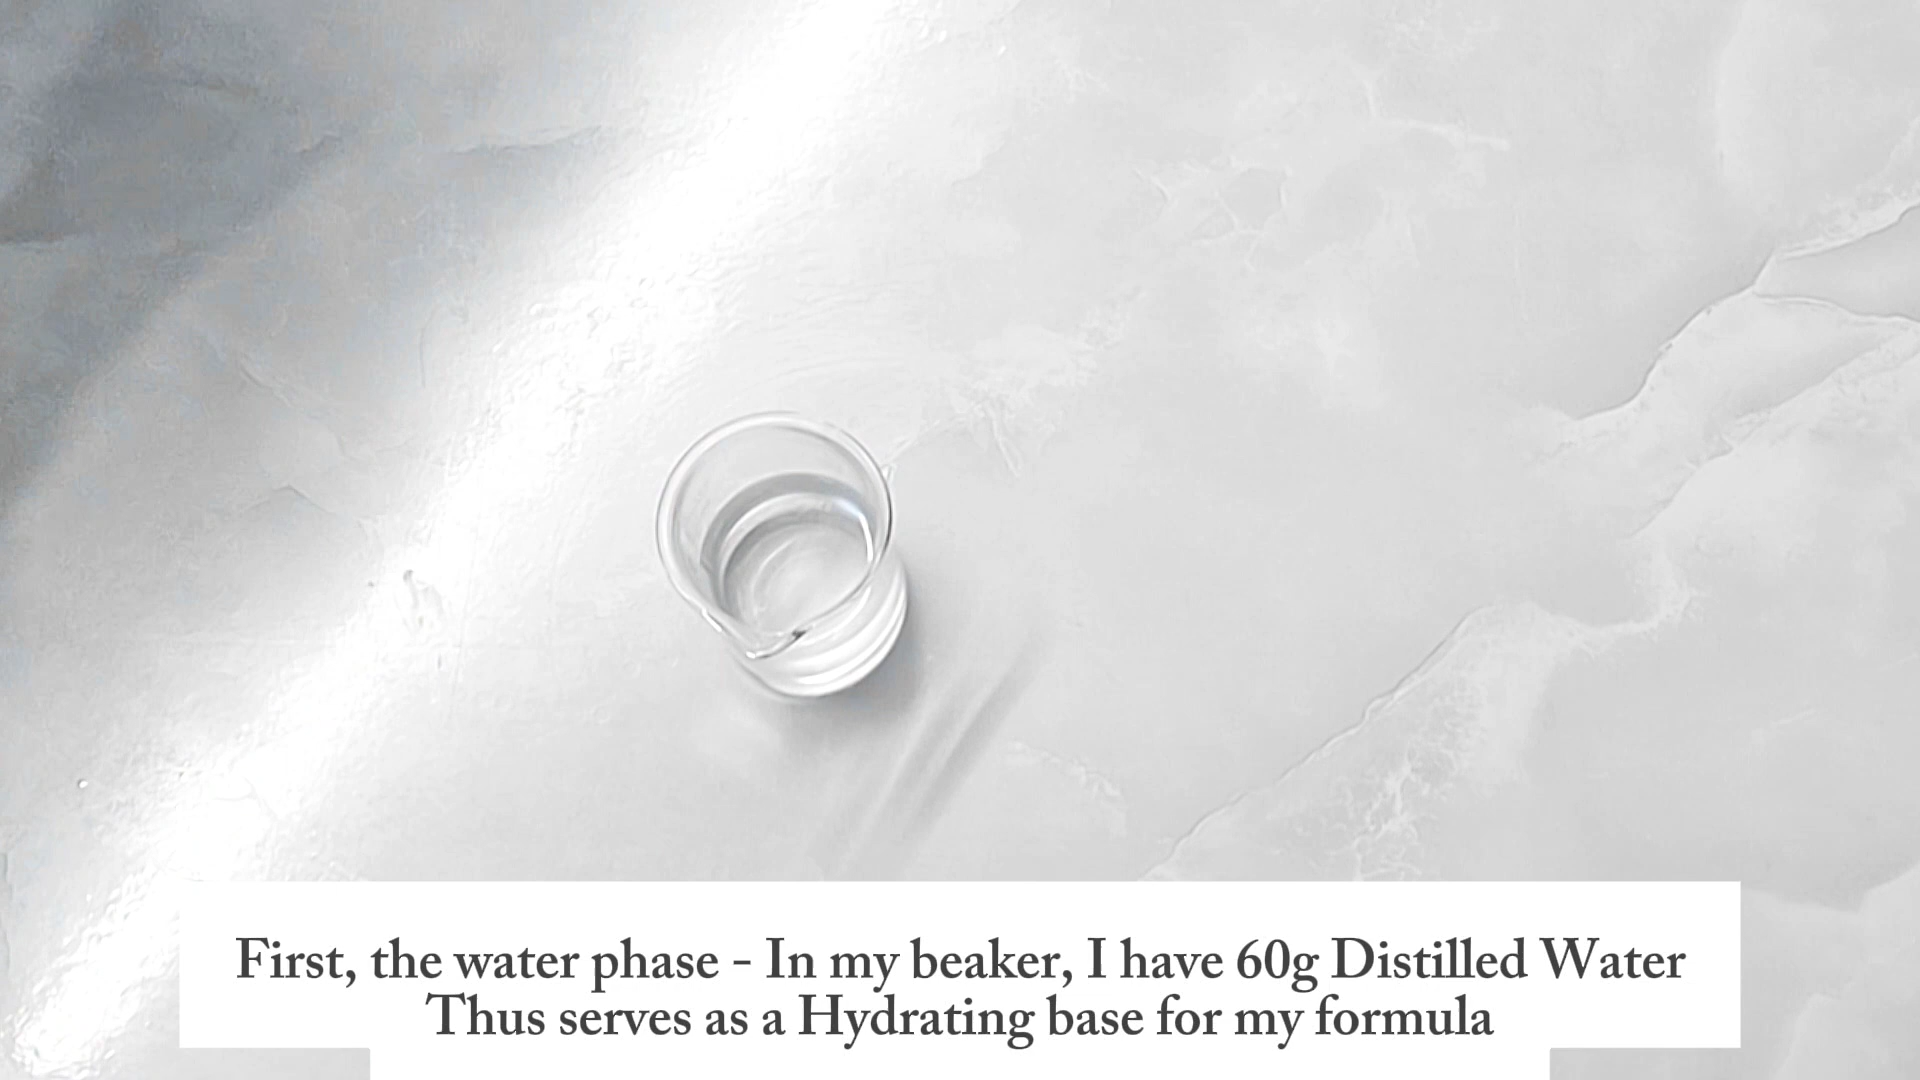 First, the water phase - In my beaker, I have 60g Distilled Water
Thus serves as a Hydrating base for my formula